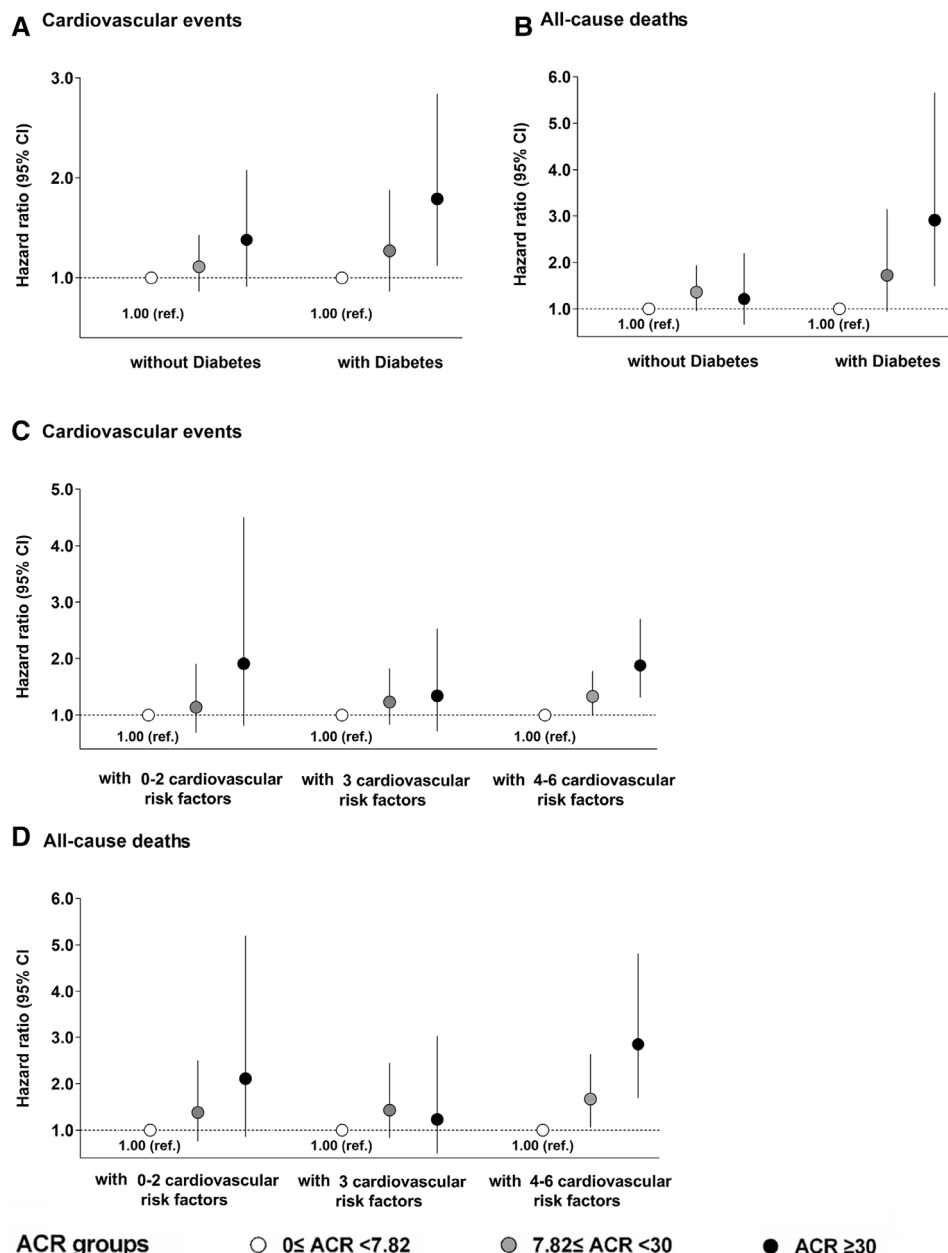 A Cardiovascular events
B All-cause deaths
Hazard ratio (95% CI)
3.0
2.0
1.0
1.00 (ref.)
1.00 (ref.)
without Diabetes
with Diabetes
Hazard ratio (95% CI)
6.0
5.0
4.0
3.0
2.0
1.0
1.00 (ref.)
1.00 (ref.)
without Diabetes
with Diabetes
C Cardiovascular events
Hazard ratio (95% CI)
5.0
4.0
3.0
2.0
1.0
1.00 (ref.)
1.00 (ref.)
1.00 (ref.)
with 0-2 cardiovascular
risk factors
with 3 cardiovascular
risk factors
with 4-6 cardiovascular
risk factors
D All-cause deaths
Hazard ratio (95% CI
6.0
5.0
4.0
3.0
2.0
1.0
1.00 (ref.)
1.00 (ref.)
1.00 (ref.)
with 0-2 cardiovascular
risk factors
with 3 cardiovascular
risk factors
with 4-6 cardiovascular
risk factors
ACR groups 0≤ ACR <7.82 7.82≤ ACR <30 ACR ≥30